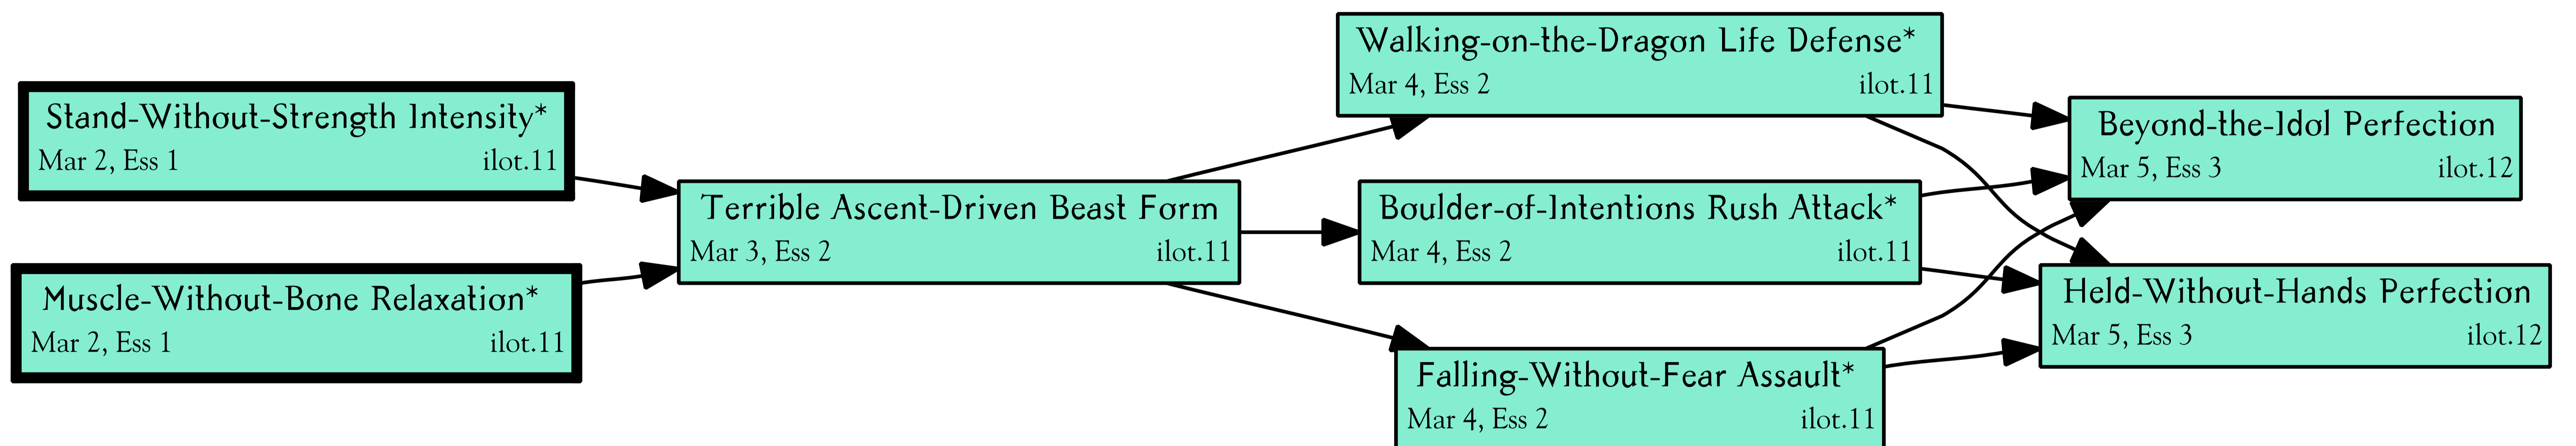 Stand-Without-Strength Intensity*
Mar 2, Ess 1 ilot.11
Muscle-Without-Bone Relaxation*
Mar 2, Ess 1 ilot.11
Terrible Ascent-Driven Beast Form
Mar 3, Ess 2 ilot.11
Walking-on-the-Dragon Life Defense*
Mar 4, Ess 2 ilot.11
Boulder-of-Intentions Rush Attack*
Mar 4, Ess 2 ilot.11
Falling-Without-Fear Assault*
Mar 4, Ess 2 ilot.11
Beyond-the-Idol Perfection
Mar 5, Ess 3 ilot.12
Held-Without-Hands Perfection
Mar 5, Ess 3 ilot.12